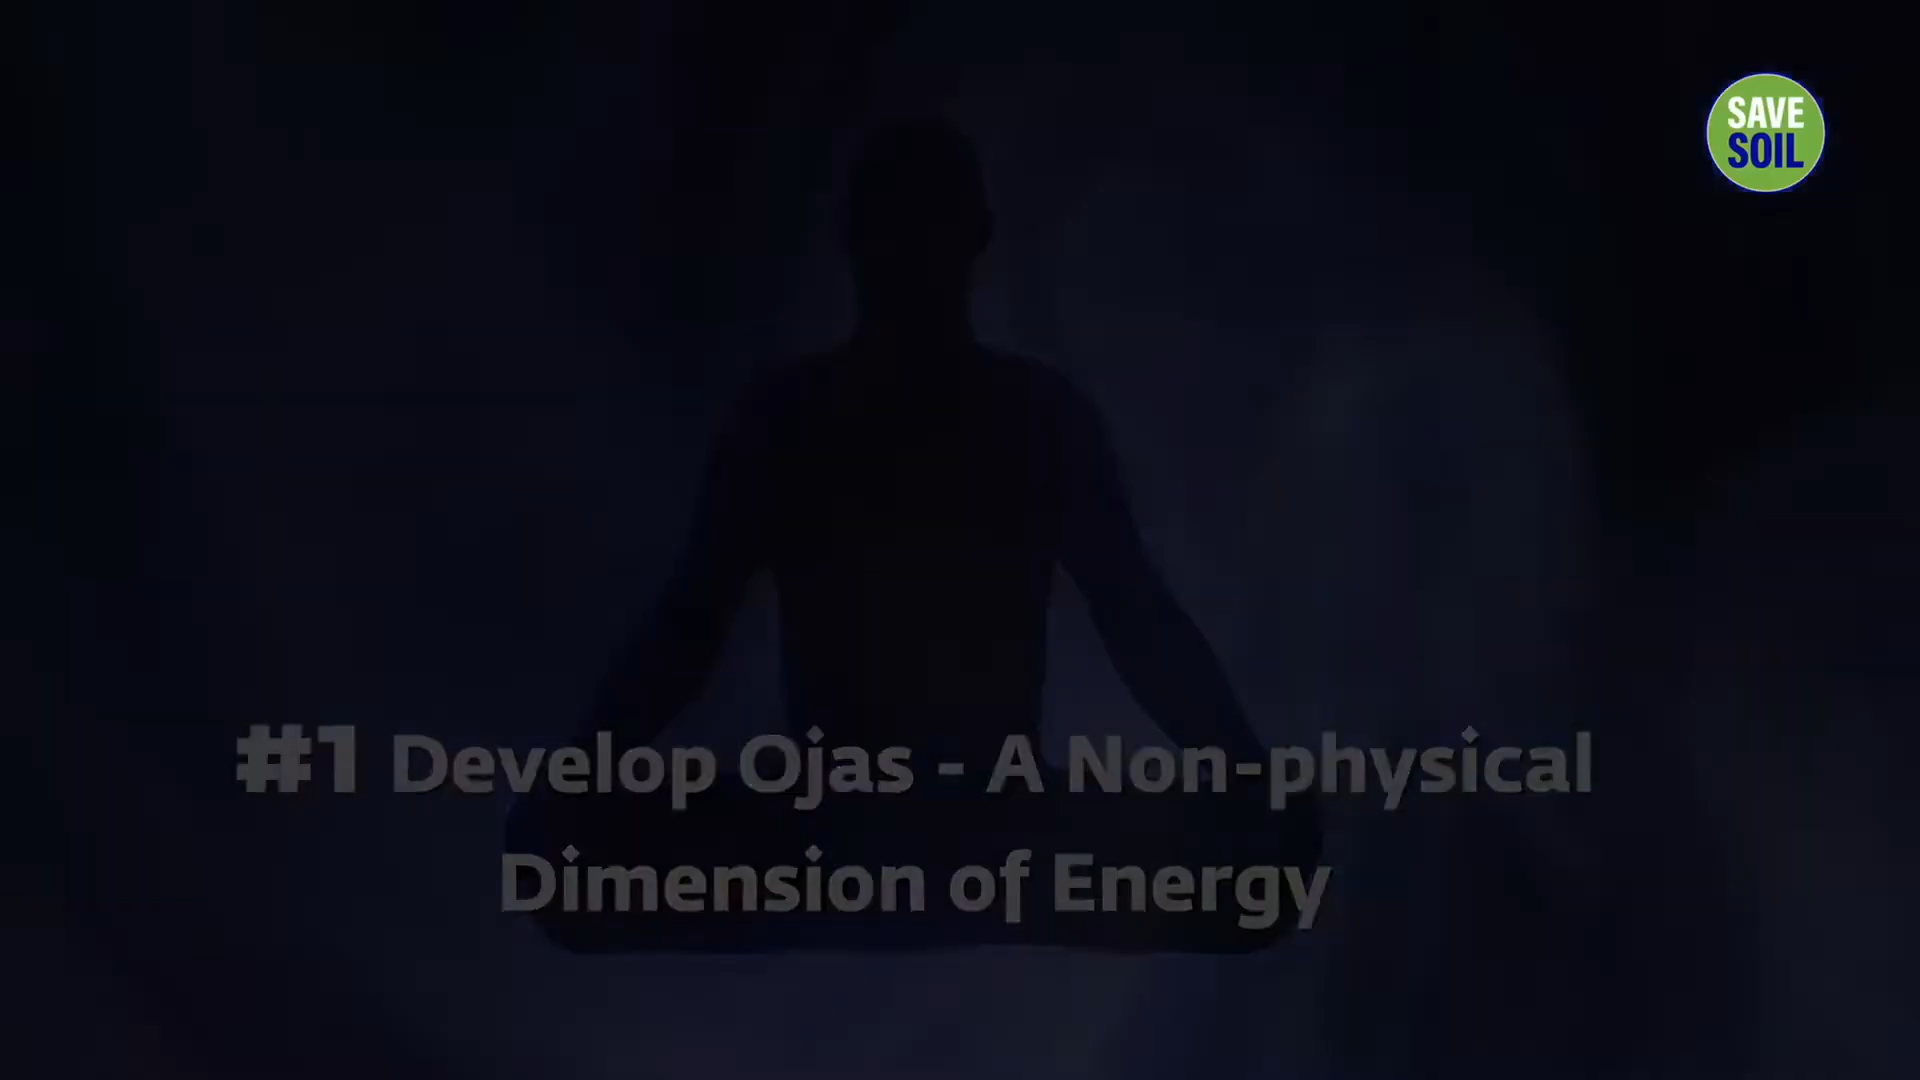 SAVE
SOIL
#1 Develop Ojas - A Non-physical
Dimension of Energy